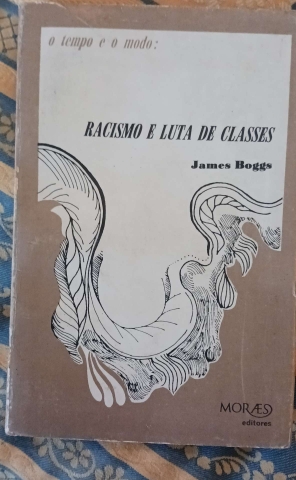 o tempo e o modo:
RACISMO E LUTA DE CLASSES
James Boggs
MORÆS
editores